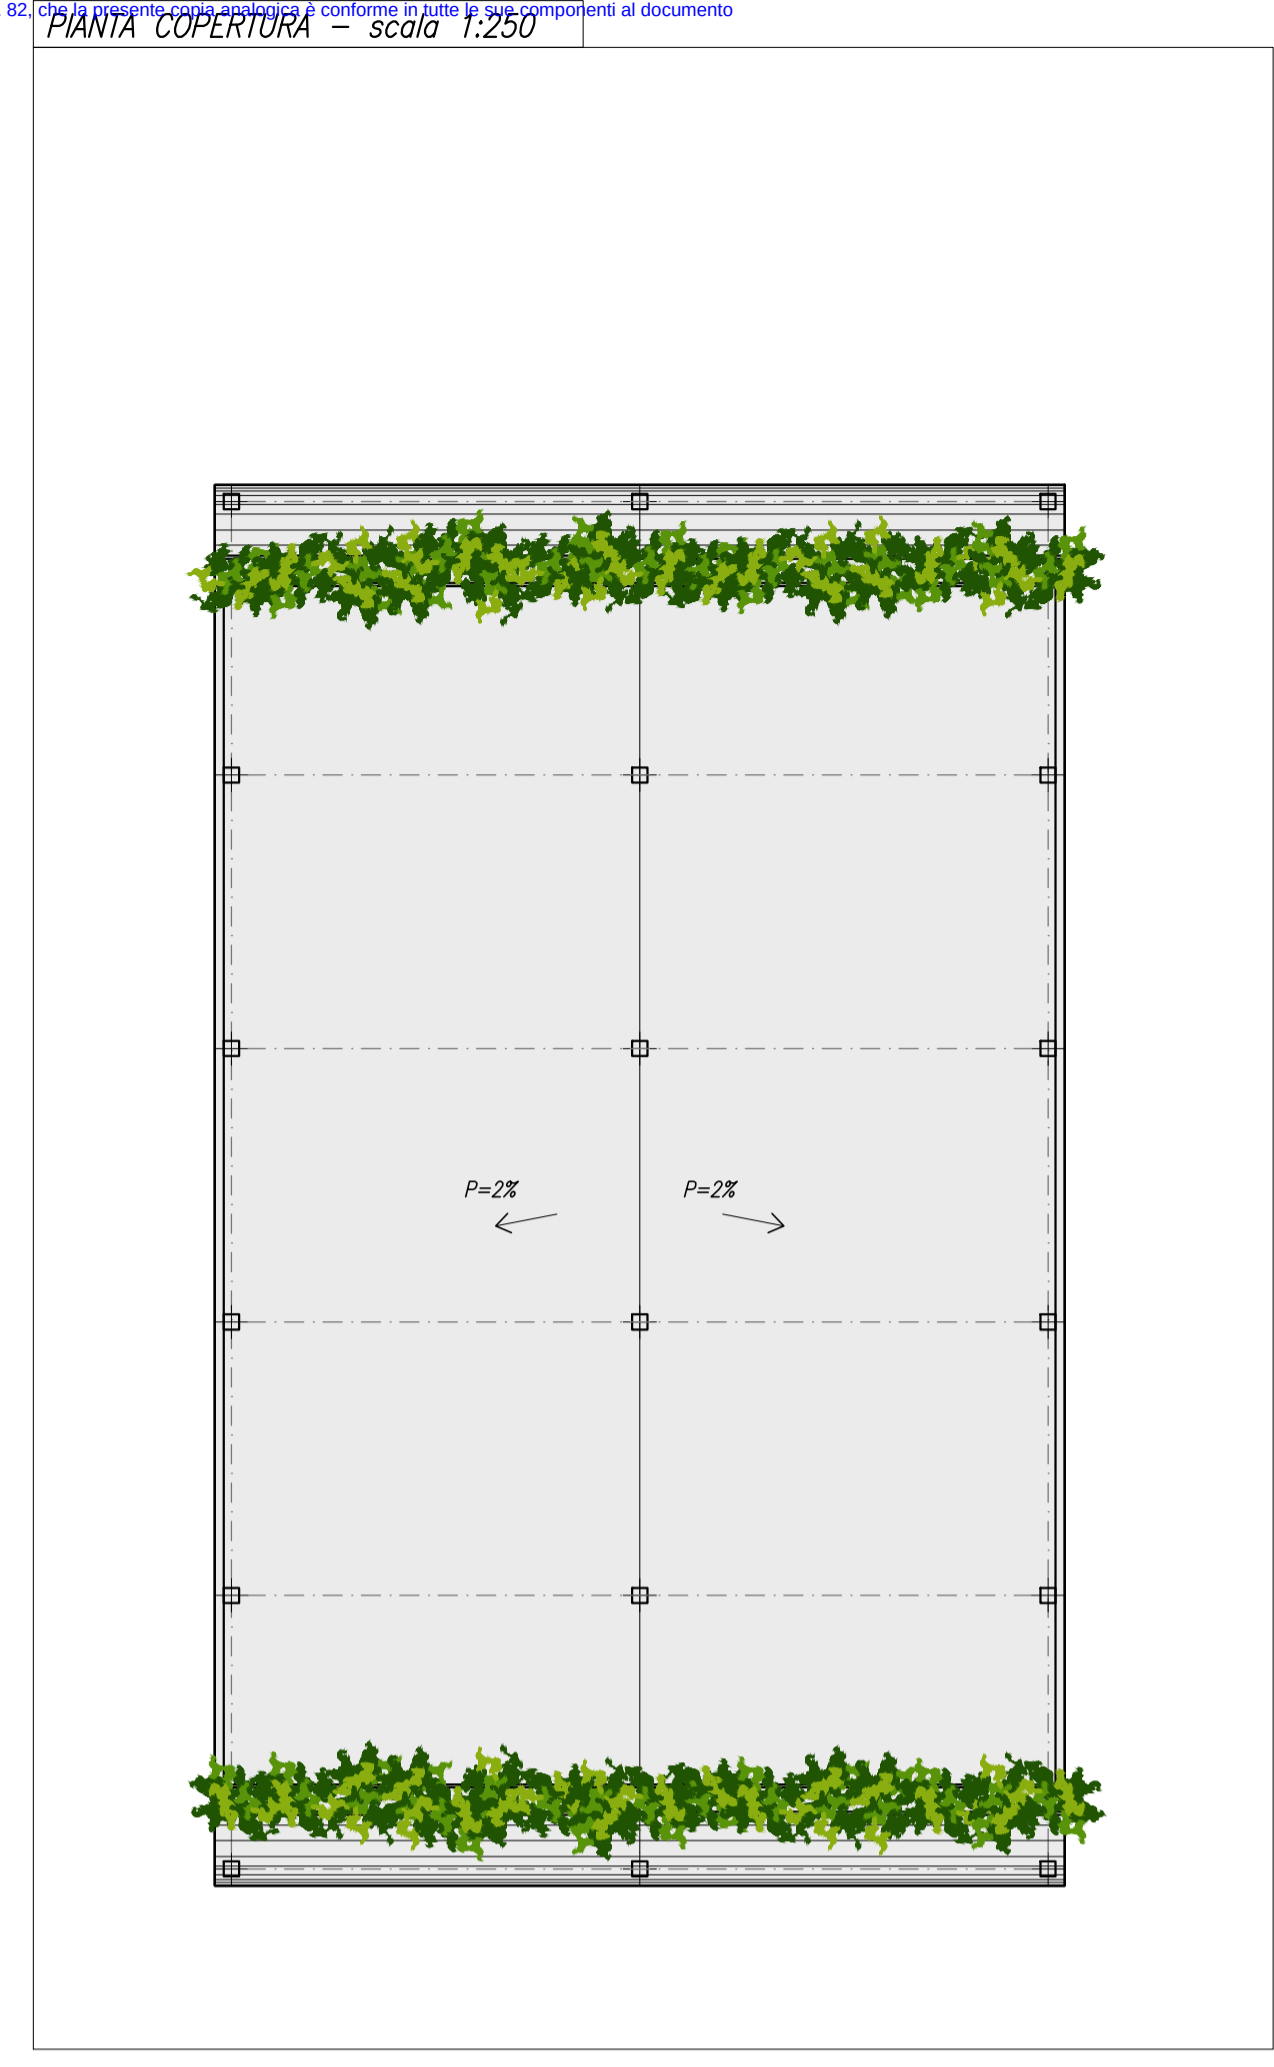 82, che la presente copia analogica è conforme in tutte le sue componenti al documento
PIANTA COPERTURA – scala 1:250
P=2% P=2%